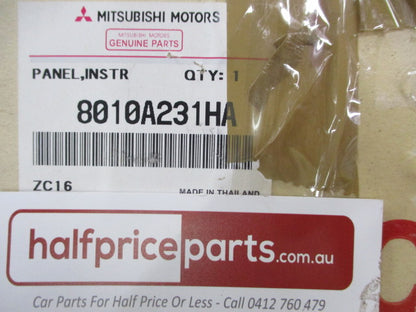 MITSUBISHI MOTORS
MITSUBISHI MOTORS
GENUINE PARTS
PANEL,INSTR QTY: 1
8010A231HA
ZC16 MADE IN THAILAND
halfpriceparts.com.au
Car Parts For Half Price Or Less - Call 0412 760 479